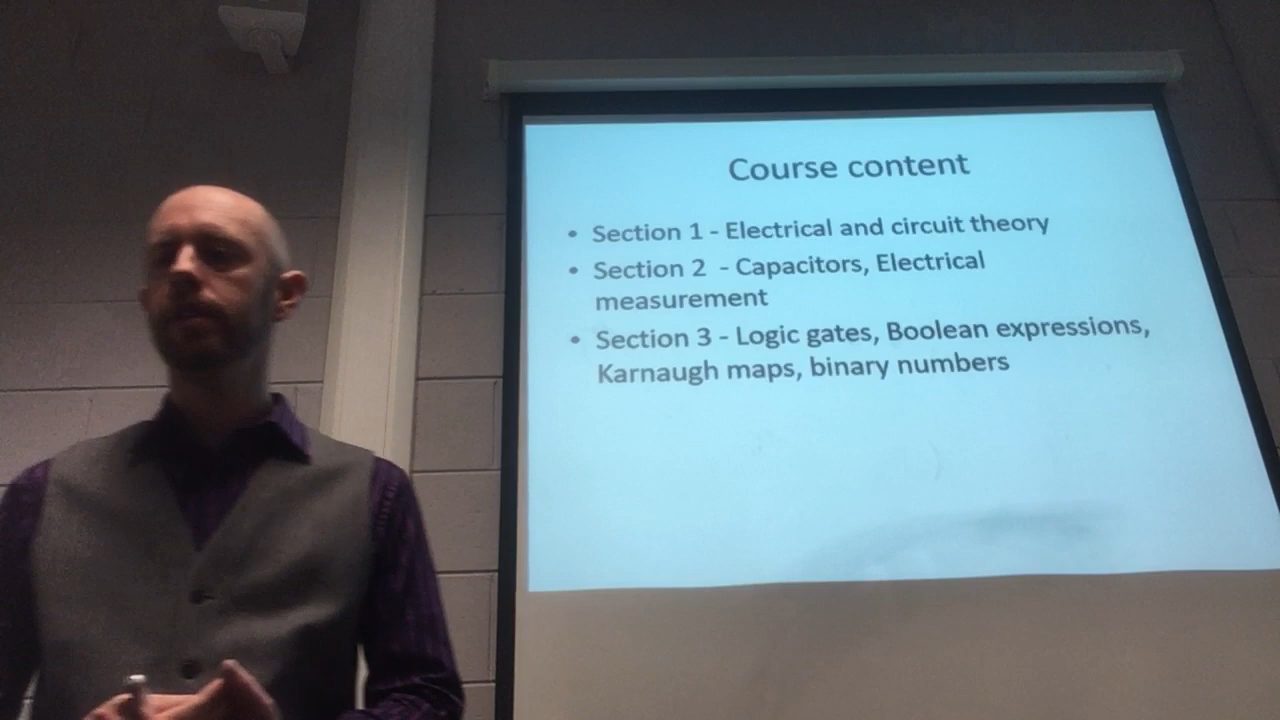 Course content
• Section 1 - Electrical and circuit theory
• Section 2 - Capacitors, Electrical
measurement
• Section 3 - Logic gates, Boolean expressions,
Karnaugh maps, binary numbers